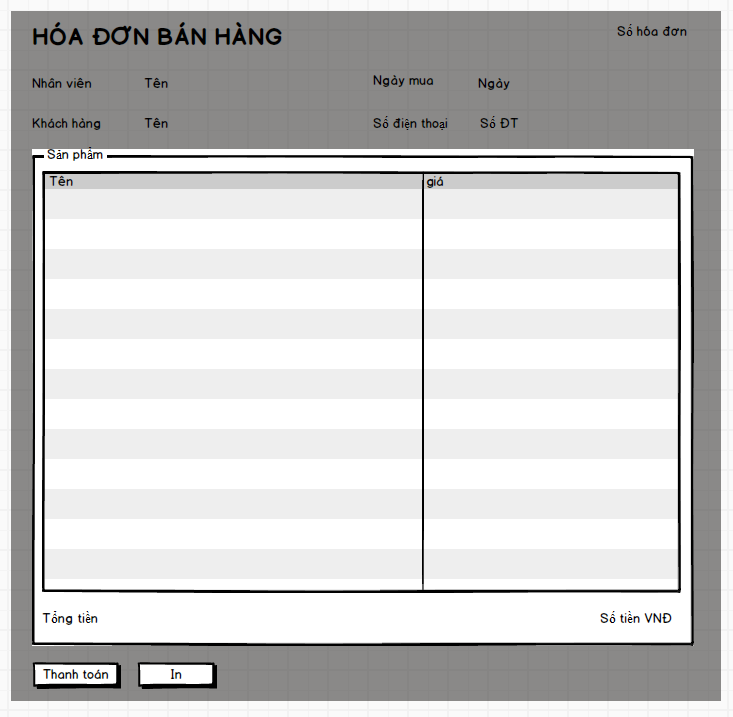 HÓA ĐƠN BÁN HÀNG
Số hóa đơn
Nhân viên Tên Ngày mua Ngày
Khách hàng Tên Số điện thoại Số ĐT
Sản phẩm
Tên giá
Tổng tiền Số tiền VNĐ
Thanh toán In